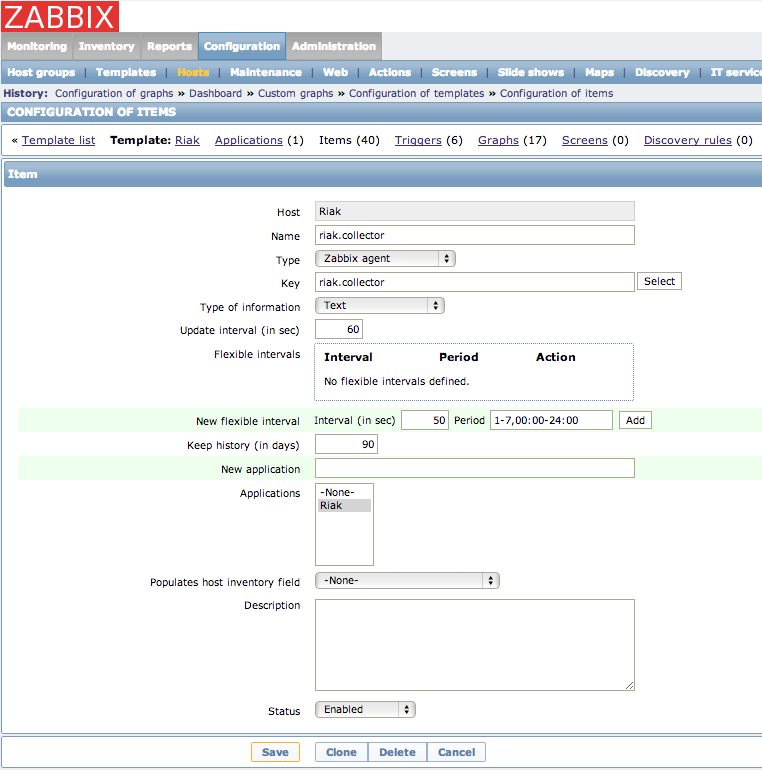 ZABBIX
Monitoring Inventory Reports Configuration Administration
Host groups | Templates | Hosts | Maintenance | Web | Actions | Screens | Slide shows | Maps | Discovery | IT service
History: Configuration of graphs » Dashboard » Custom graphs » Configuration of templates » Configuration of items
CONFIGURATION OF ITEMS
« Template list Template: Riak Applications (1) Items (40) Triggers (6) Graphs (17) Screens (0) Discovery rules (0)
Item
Host Riak
Name riak.collector
Type Zabbix agent
Key riak.collector Select
Type of information Text
Update interval (in sec) 60
Flexible intervals Interval Period Action
No flexible intervals defined.
New flexible interval Interval (in sec) 50 Period 1-7,00:00-24:00 Add
Keep history (in days) 90
New application
Applications -None-
Riak
Populates host inventory field -None-
Description
Status Enabled
Save Clone Delete Cancel